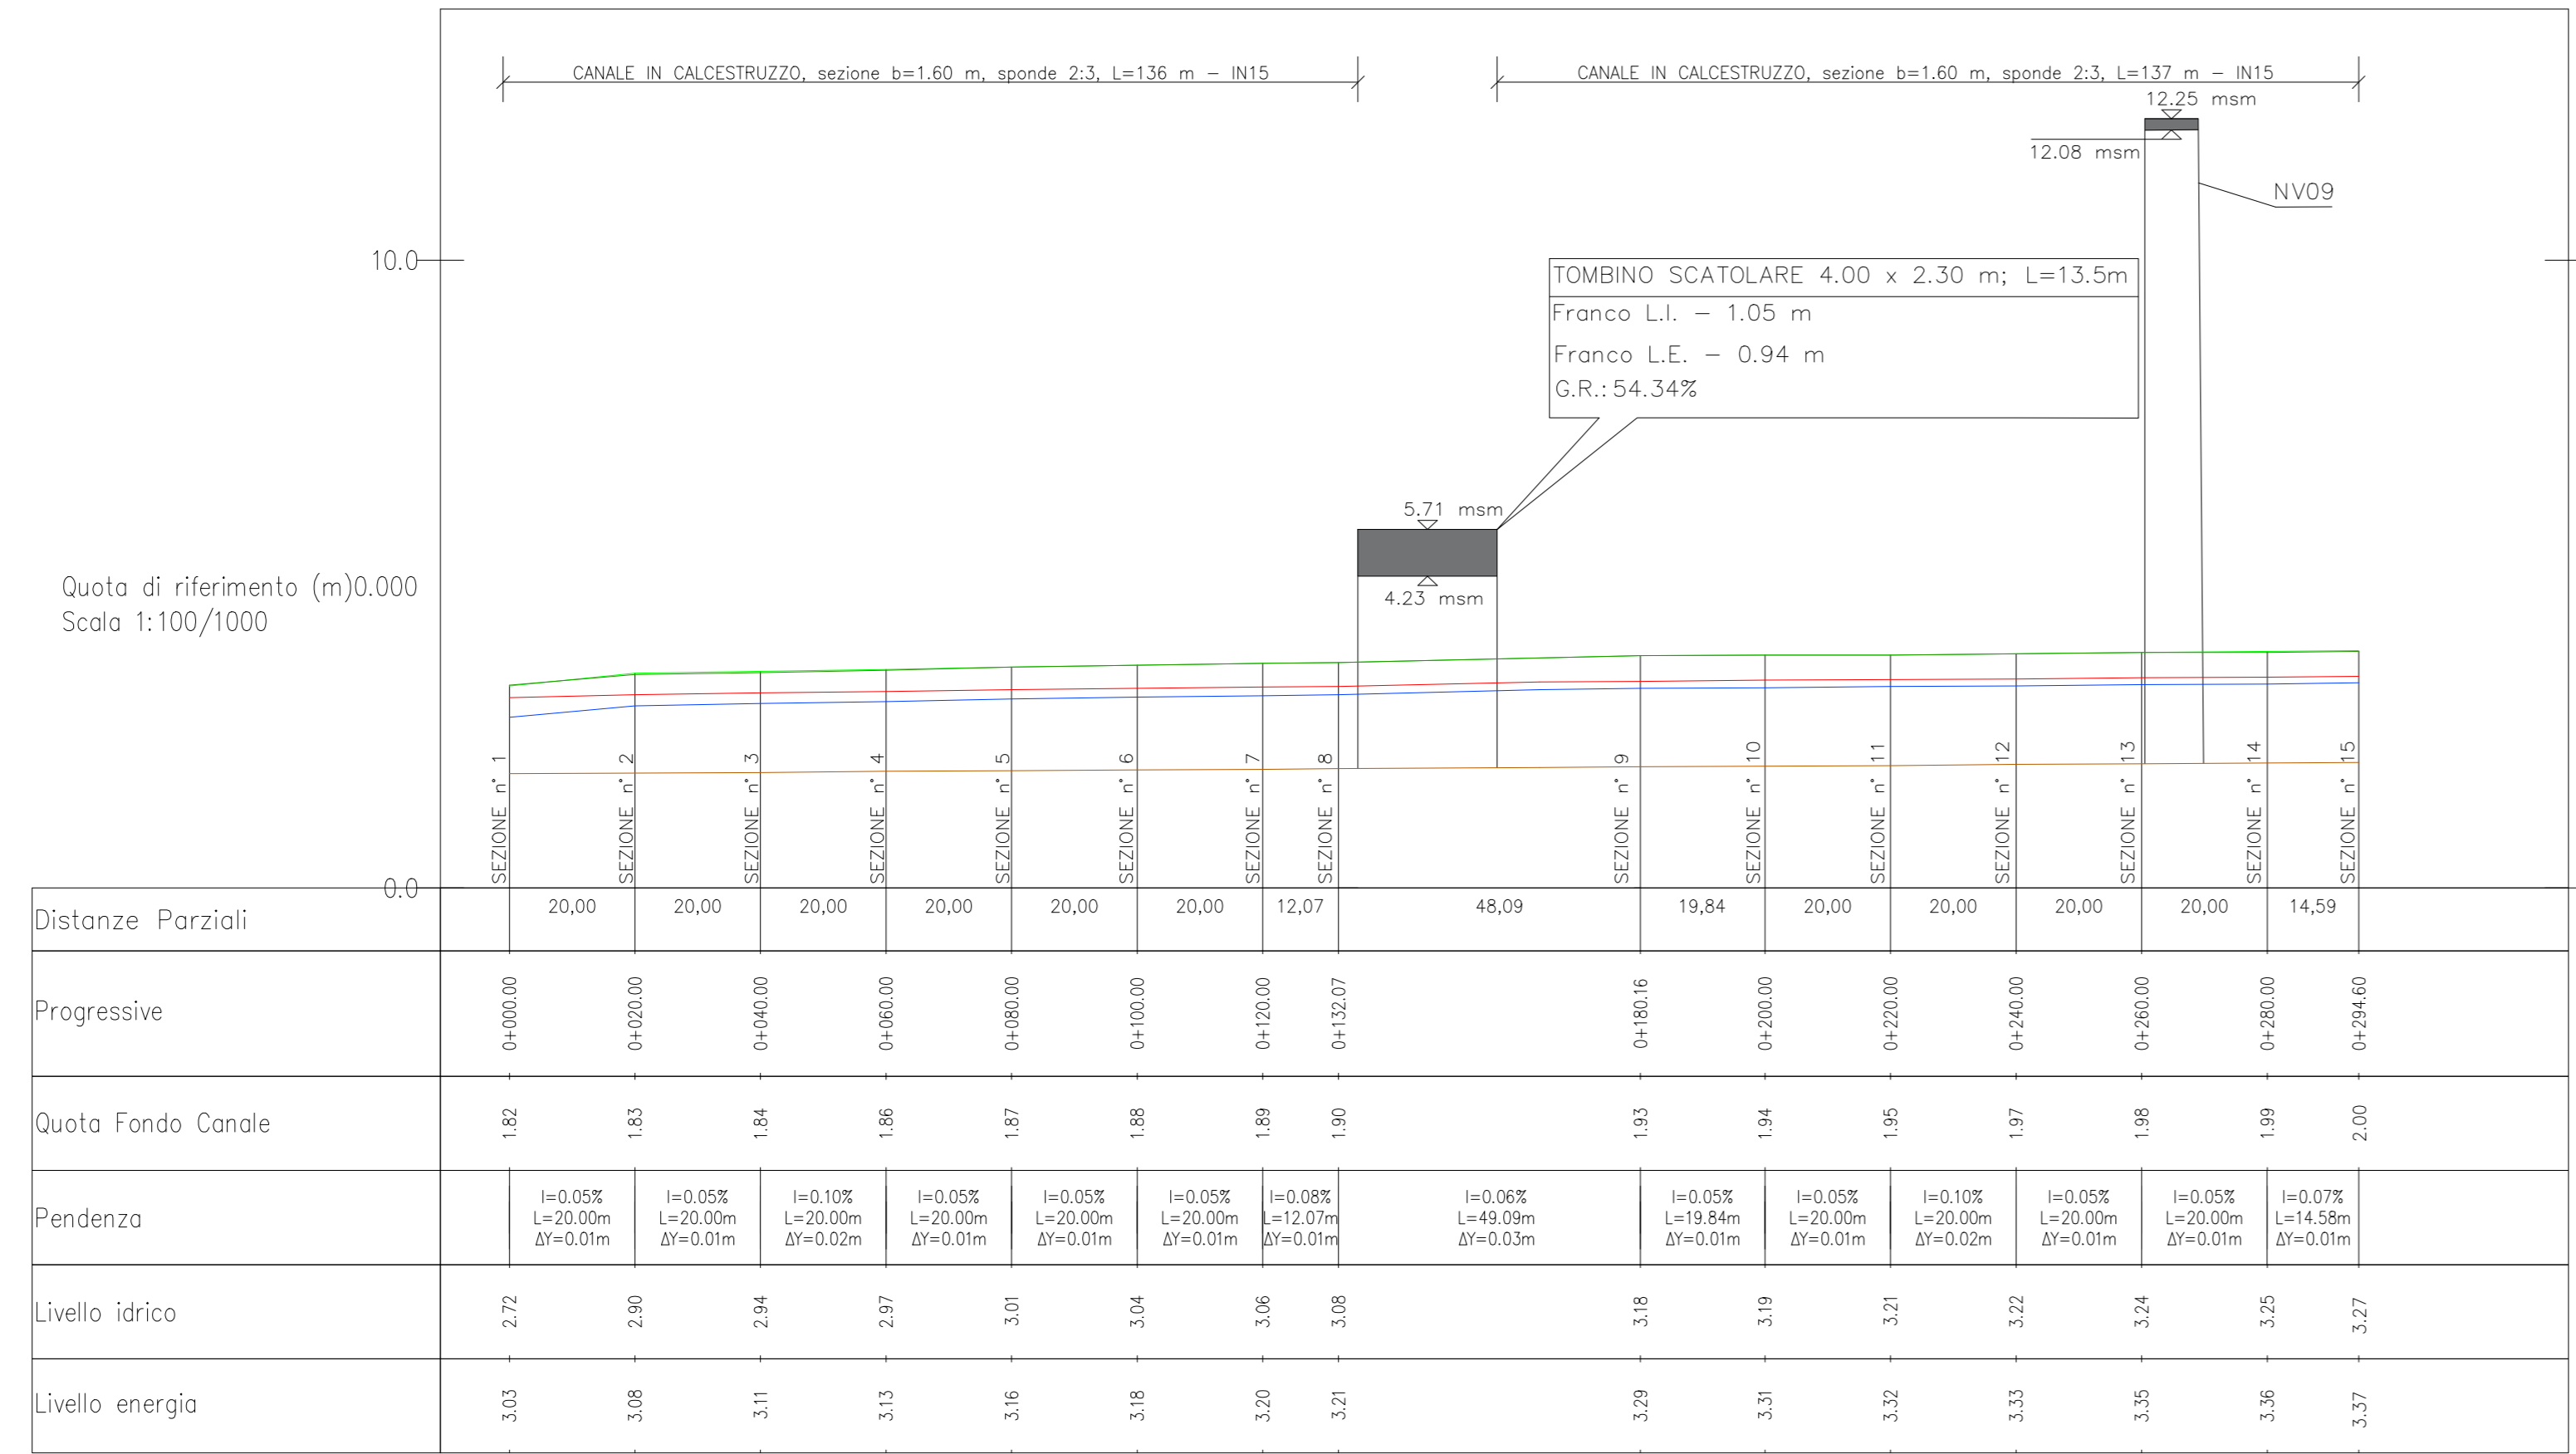 CANALE IN CALCESTRUZZO, sezione b=1.60 m, sponde 2:3, L=136 m – IN15
CANALE IN CALCESTRUZZO, sezione b=1.60 m, sponde 2:3, L=137 m – IN15
12.25 msm
12.08 msm
NV09
10.0
TOMBINO SCATOLARE 4.00 x 2.30 m; L=13.5m
Franco L.I. – 1.05 m
Franco L.E. – 0.94 m
G.R.: 54.34%
5.71 msm
4.23 msm
Quota di riferimento (m)0.000
Scala 1:100/1000
SEZIONE n° 1
SEZIONE n° 2
SEZIONE n° 3
SEZIONE n° 4
SEZIONE n° 5
SEZIONE n° 6
SEZIONE n° 7
SEZIONE n° 8
SEZIONE n° 9
SEZIONE n° 10
SEZIONE n° 11
SEZIONE n° 12
SEZIONE n° 13
SEZIONE n° 14
SEZIONE n° 15
0.0
Distanze Parziali 20,00 20,00 20,00 20,00 20,00 20,00 12,07 48,09 19,84 20,00 20,00 20,00 20,00 14,59
Progressive 0+000.00 0+020.00 0+040.00 0+060.00 0+080.00 0+100.00 0+120.00 0+132.07 0+180.16 0+200.00 0+220.00 0+240.00 0+260.00 0+280.00 0+294.60
Quota Fondo Canale 1.82 1.83 1.84 1.86 1.87 1.88 1.89 1.90 1.93 1.94 1.95 1.97 1.98 1.99 2.00
Pendenza
I=0.05% I=0.05% I=0.10% I=0.05% I=0.05% I=0.05% I=0.08% I=0.06% I=0.05% I=0.05% I=0.10% I=0.05% I=0.05% I=0.07%
L=20.00m L=20.00m L=20.00m L=20.00m L=20.00m L=20.00m L=12.07m L=49.09m L=19.84m L=20.00m L=20.00m L=20.00m L=20.00m L=14.58m
ΔY=0.01m ΔY=0.01m ΔY=0.02m ΔY=0.01m ΔY=0.01m ΔY=0.01m ΔY=0.01m ΔY=0.03m ΔY=0.01m ΔY=0.01m ΔY=0.02m ΔY=0.01m ΔY=0.01m ΔY=0.01m
Livello idrico 2.72 2.90 2.94 2.97 3.01 3.04 3.06 3.08 3.18 3.19 3.21 3.22 3.24 3.25 3.27
Livello energia 3.03 3.08 3.11 3.13 3.16 3.18 3.20 3.21 3.29 3.31 3.32 3.33 3.35 3.36 3.37